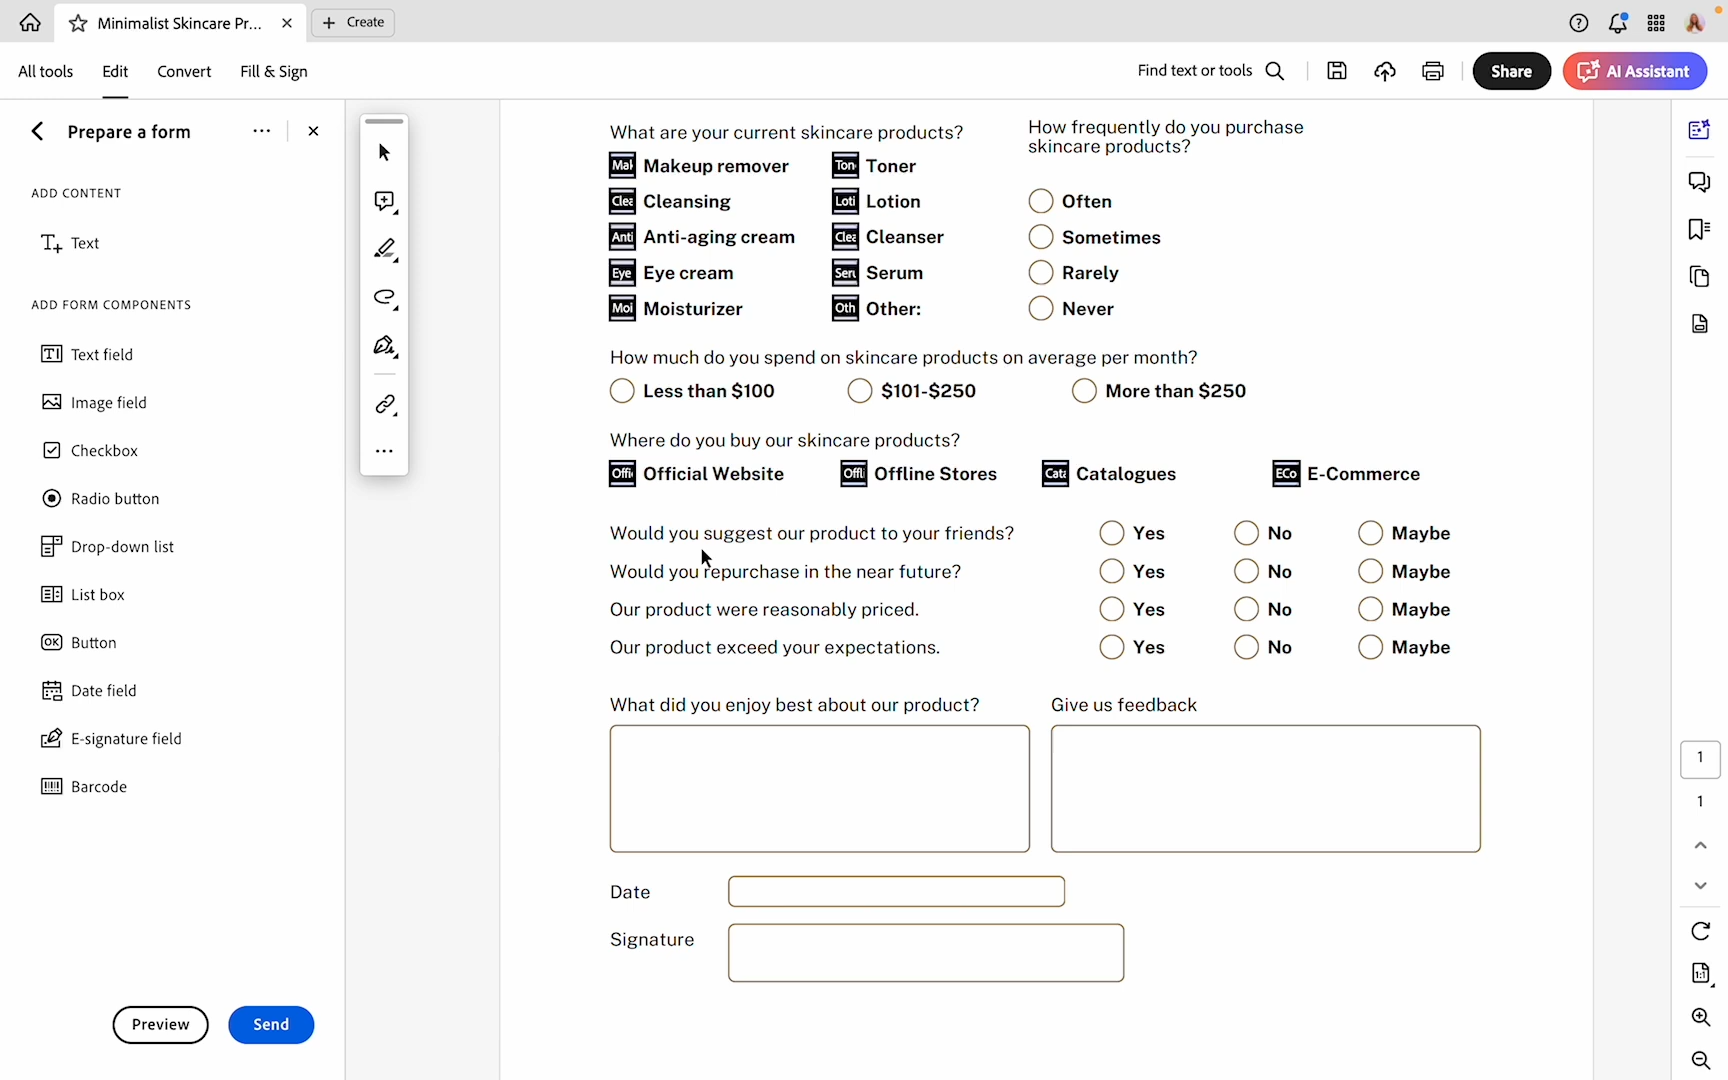 Minimalist Skincare Pr...
Create
All tools
Edit
Convert
Fill & Sign
Find text or tools
Share
AI Assistant
Prepare a form
ADD CONTENT
Text
ADD FORM COMPONENTS
Text field
Image field
Checkbox
Radio button
Drop-down list
List box
Button
Date field
E-signature field
Barcode
Preview
Send
What are your current skincare products?
Mak Makeup remover
Ton Toner
Clea Cleansing
Loti Lotion
Anti Anti-aging cream
Clea Cleanser
Eye Eye cream
Seru Serum
Moi Moisturizer
Oth Other:
How frequently do you purchase
skincare products?
Often
Sometimes
Rarely
Never
How much do you spend on skincare products on average per month?
Less than $100
$101-$250
More than $250
Where do you buy our skincare products?
Offi Official Website
Offl Offline Stores
Cata Catalogues
ECo E-Commerce
Would you suggest our product to your friends?
Yes
No
Maybe
Would you repurchase in the near future?
Yes
No
Maybe
Our product were reasonably priced.
Yes
No
Maybe
Our product exceed your expectations.
Yes
No
Maybe
What did you enjoy best about our product?
Give us feedback
Date
Signature
1
1